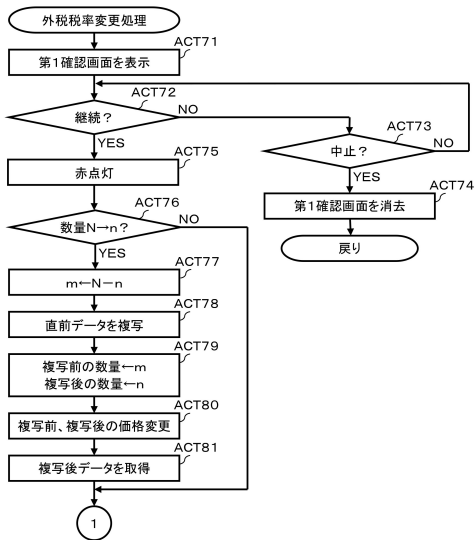 外税税率変更処理
ACT71
第1確認画面を表示
ACT72
継続?
NO
YES
ACT73
中止?
NO
YES
ACT74
第1確認画面を消去
戻り
ACT75
赤点灯
ACT76
数量N→n?
NO
YES
ACT77
m←N−n
ACT78
直前データを複写
ACT79
複写前の数量←m
複写後の数量←n
ACT80
複写前、複写後の価格変更
ACT81
複写後データを取得
1